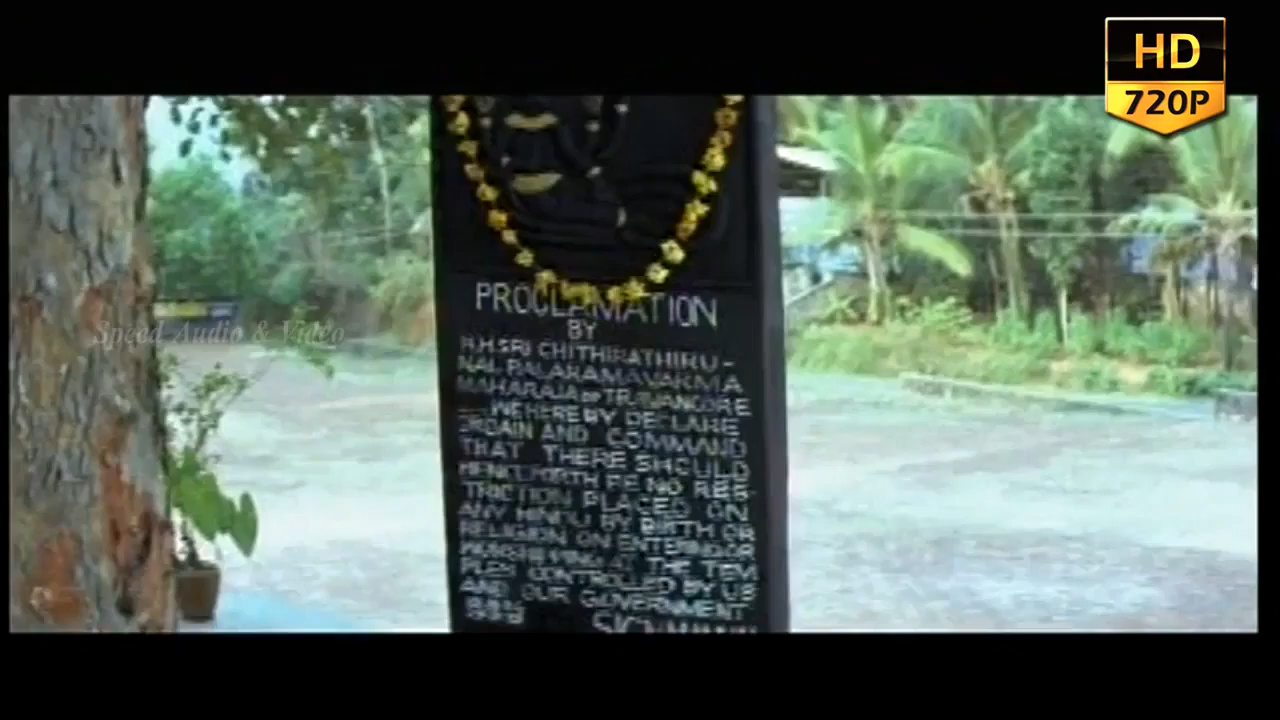 HD
720P
Speed Audio & Video
PROCLAMATION
BY
H.H.SRI CHITHIRATHIRU-
NAL PALARAMAVARMA
MAHARAJA OF TRAVANCORE
WE HEREBY DECLARE
ORDAIN AND COMMAND
THAT THERE SHOULD
HENCEFORTH BE NO RES-
TRICTION PLACED ON
ANY HINDU BY BIRTH OR
RELIGION ON ENTERING OR
WORSHIPPING AT THE TEM
PLES CONTROLLED BY US
AND OUR GOVERNMENT